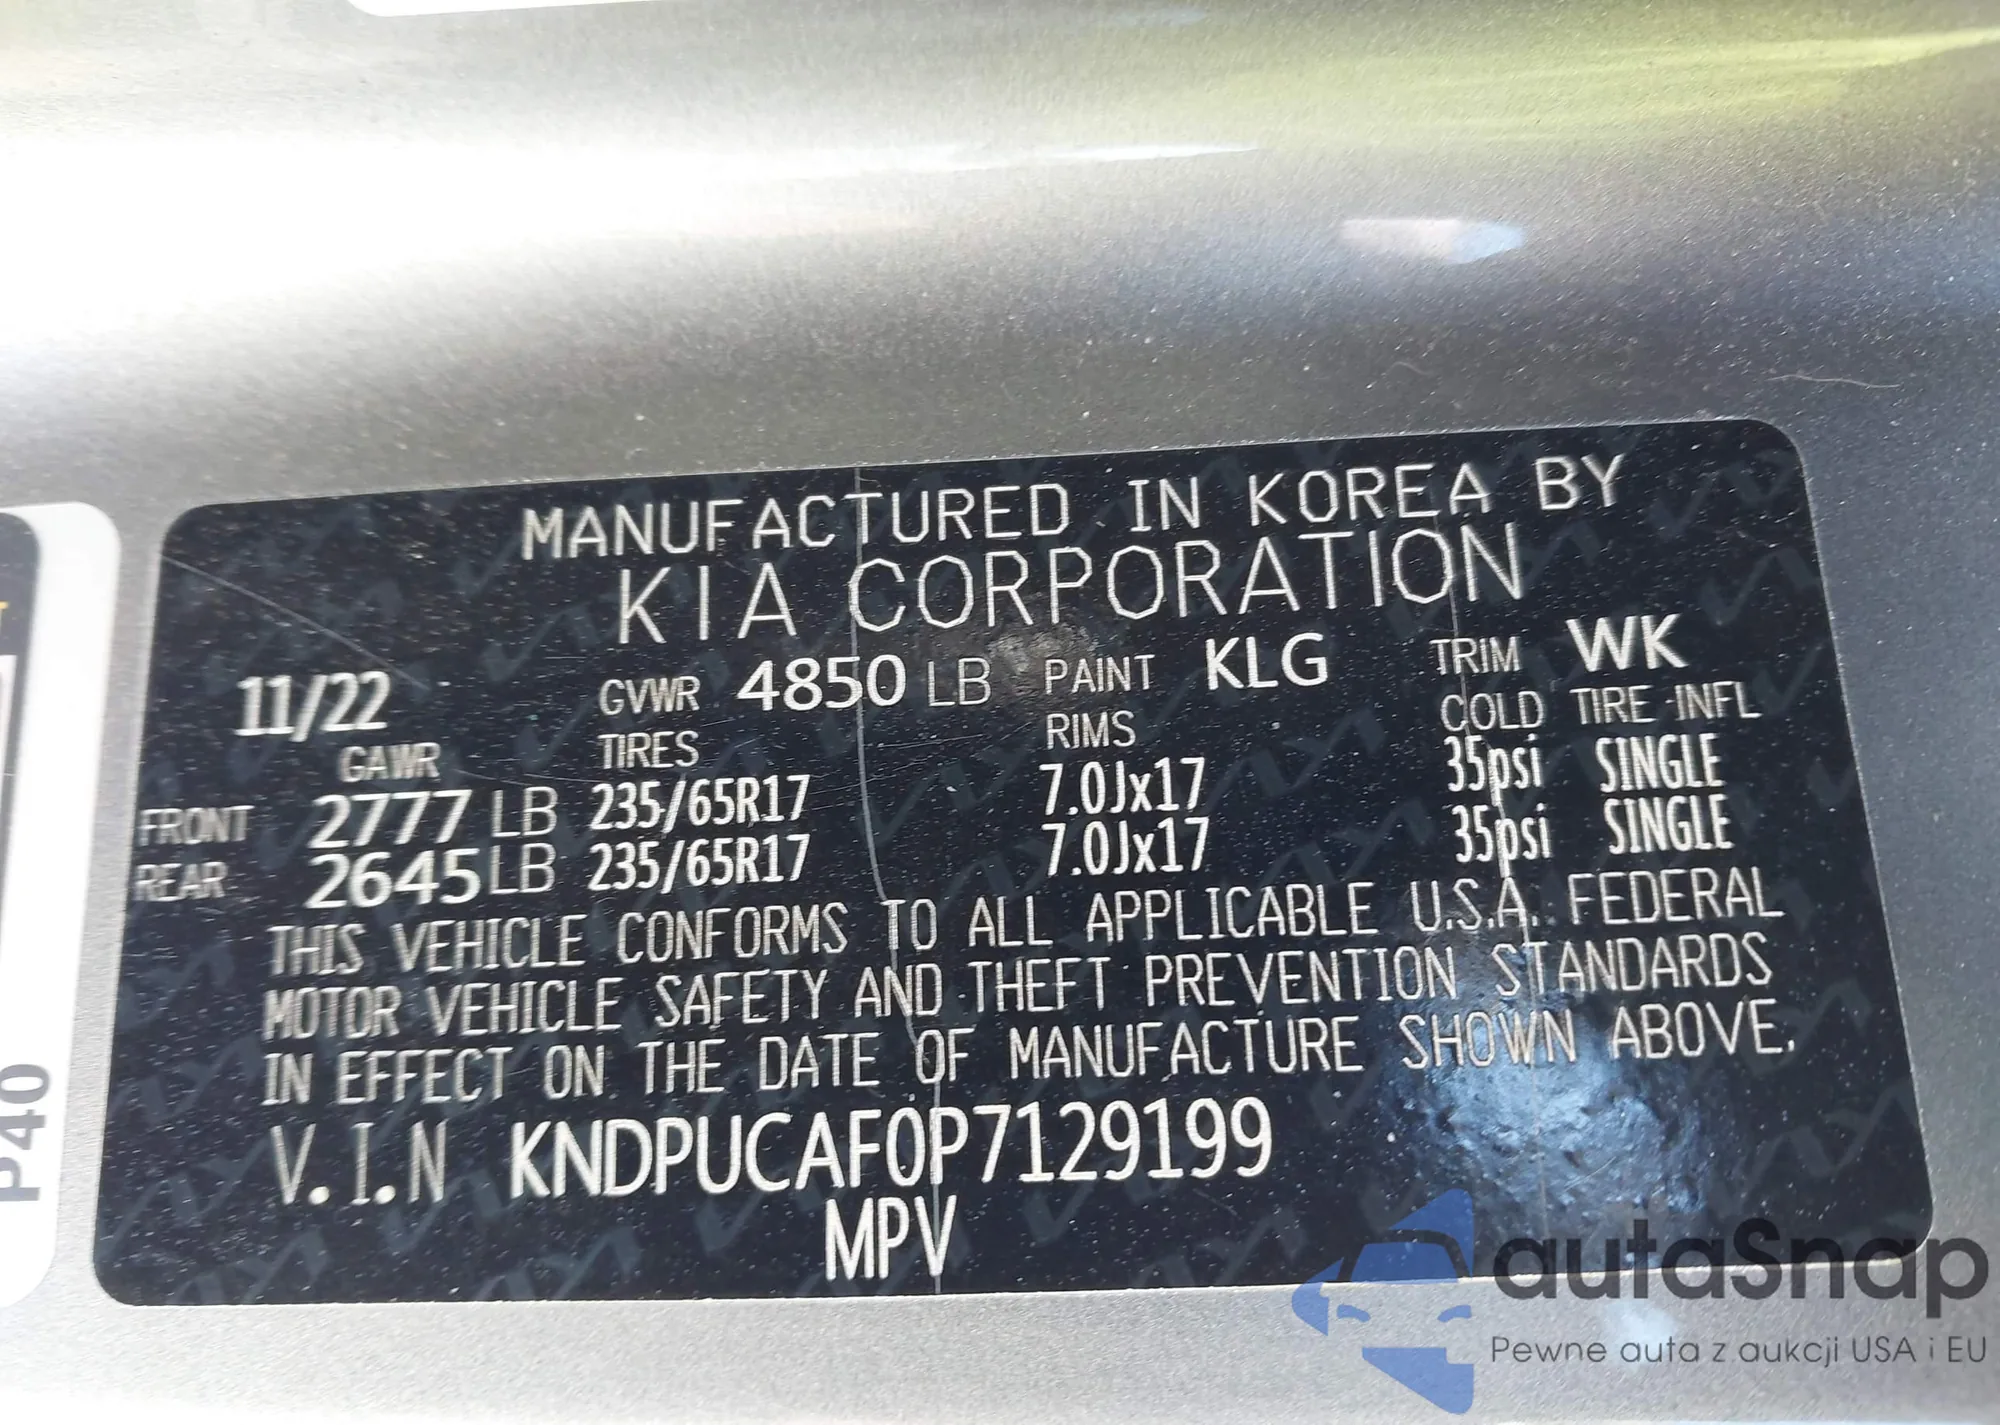 MANUFACTURED IN KOREA BY
KIA CORPORATION
11/22 GVWR 4850 LB PAINT KLG TRIM WK
GAWR TIRES RIMS COLD TIRE INFL
FRONT 2777 LB 235/65R17 7.0Jx17 35psi SINGLE
REAR 2645 LB 235/65R17 7.0Jx17 35psi SINGLE
THIS VEHICLE CONFORMS TO ALL APPLICABLE U.S.A. FEDERAL
MOTOR VEHICLE SAFETY AND THEFT PREVENTION STANDARDS
IN EFFECT ON THE DATE OF MANUFACTURE SHOWN ABOVE.
V.I.N KNDPUCAF0P7129199
MPV
P40
autaSnap
Pewne auta z aukcji USA i EU